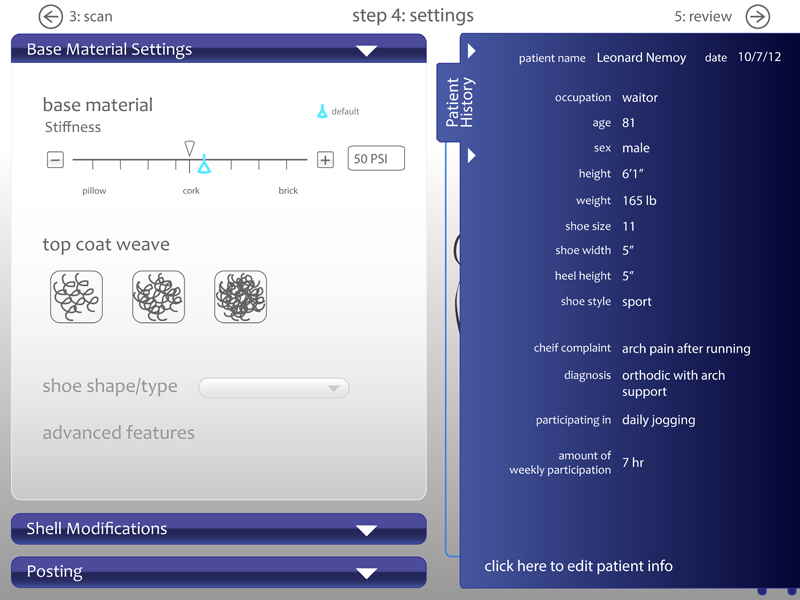 3: scan
step 4: settings
5: review
Base Material Settings
base material
Stiffness
default
50 PSI
pillow
cork
brick
top coat weave
shoe shape/type
advanced features
Shell Modifications
Posting
Patient
History
patient name Leonard Nemoy date 10/7/12
occupation waitor
age 81
sex male
height 6'1"
weight 165 lb
shoe size 11
shoe width 5"
heel height 5"
shoe style sport
cheif complaint arch pain after running
diagnosis orthodic with arch
support
participating in daily jogging
amount of
weekly participation 7 hr
click here to edit patient info